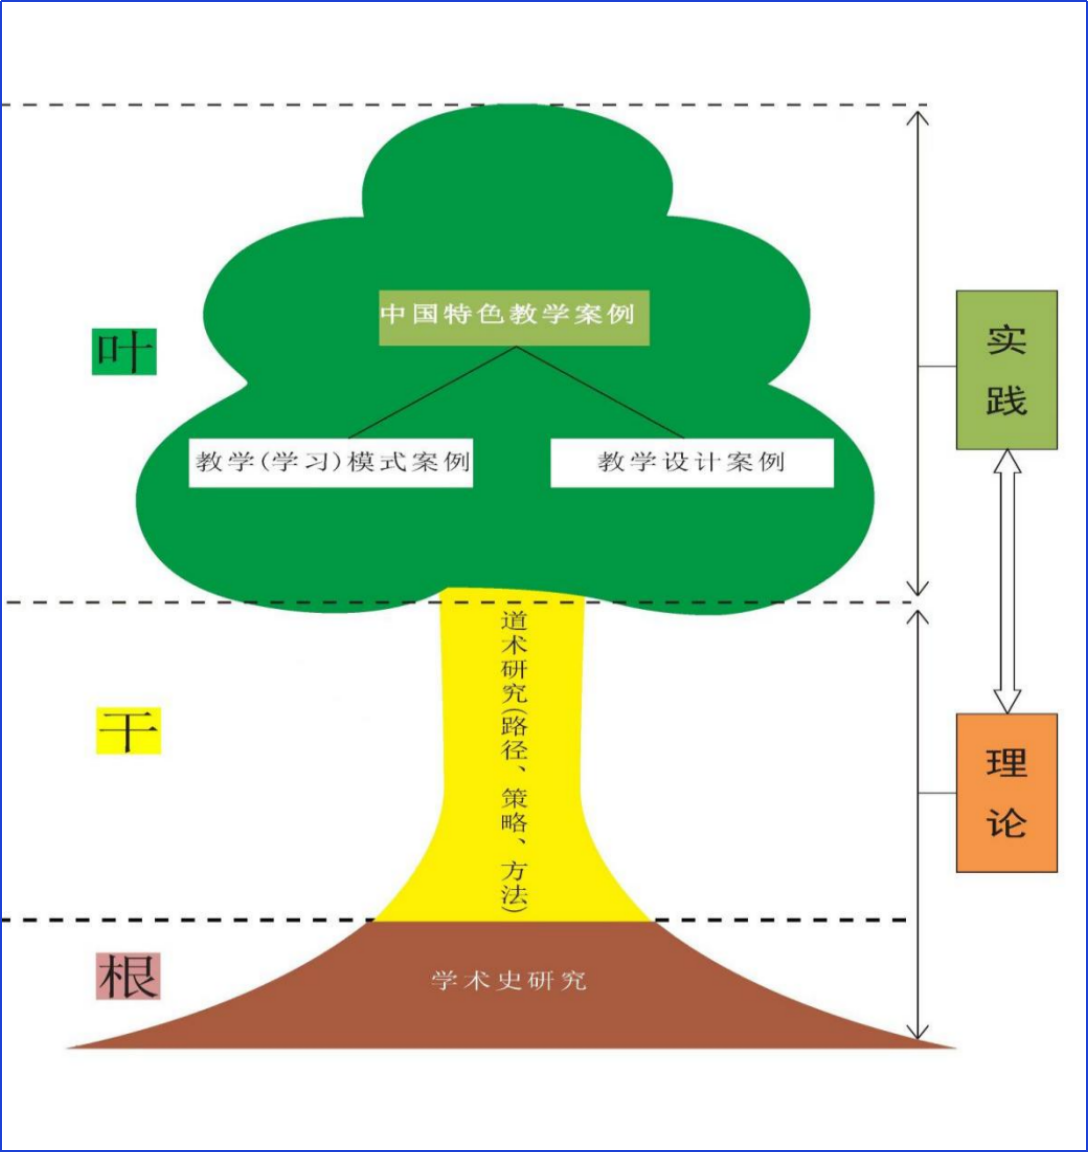 中国特色教学案例
叶
实践
教学(学习)模式案例
教学设计案例
道术研究(路径、策略、方法)
干
理论
根
学术史研究